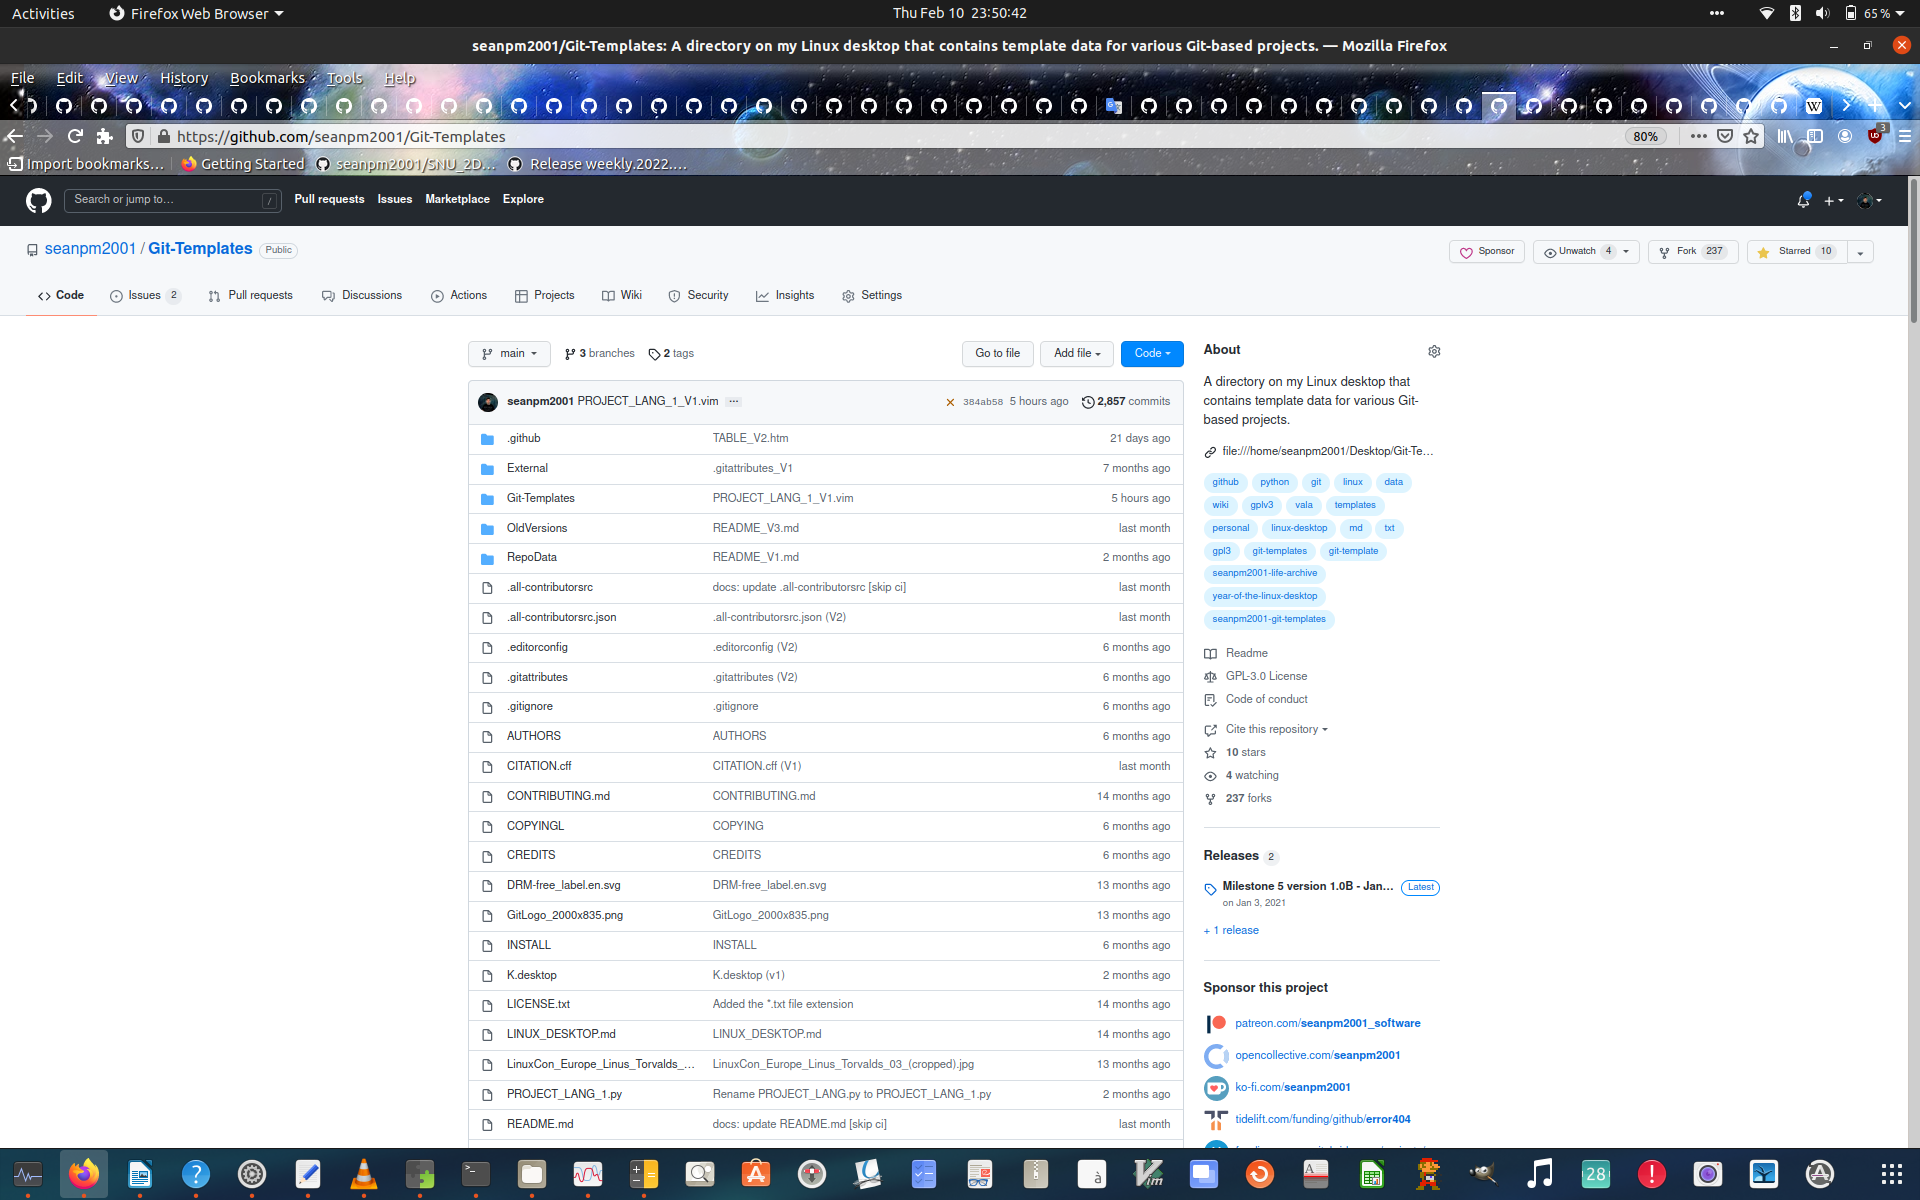 Activities
Firefox Web Browser
Thu Feb 10  23:50:42
65 %
seanpm2001/Git-Templates: A directory on my Linux desktop that contains template data for various Git-based projects. — Mozilla Firefox
File Edit View History Bookmarks Tools Help
https://github.com/seanpm2001/Git-Templates
80%
3
Import bookmarks…
Getting Started
seanpm2001/SNU_2D…
Release weekly.2022.…
Search or jump to…
/
Pull requests Issues Marketplace Explore
seanpm2001 / Git-Templates Public
Sponsor
Unwatch 4
Fork 237
Starred 10
Code
Issues 2
Pull requests
Discussions
Actions
Projects
Wiki
Security
Insights
Settings
main
3 branches
2 tags
Go to file
Add file
Code
seanpm2001 PROJECT_LANG_1_V1.vim ...
384ab58 5 hours ago
2,857 commits
.github TABLE_V2.htm 21 days ago
External .gitattributes_V1 7 months ago
Git-Templates PROJECT_LANG_1_V1.vim 5 hours ago
OldVersions README_V3.md last month
RepoData README_V1.md 2 months ago
.all-contributorsrc docs: update .all-contributorsrc [skip ci] last month
.all-contributorsrc.json .all-contributorsrc.json (V2) last month
.editorconfig .editorconfig (V2) 6 months ago
.gitattributes .gitattributes (V2) 6 months ago
.gitignore .gitignore 6 months ago
AUTHORS AUTHORS 6 months ago
CITATION.cff CITATION.cff (V1) last month
CONTRIBUTING.md CONTRIBUTING.md 14 months ago
COPYINGL COPYING 6 months ago
CREDITS CREDITS 6 months ago
DRM-free_label.en.svg DRM-free_label.en.svg 13 months ago
GitLogo_2000x835.png GitLogo_2000x835.png 13 months ago
INSTALL INSTALL 6 months ago
K.desktop K.desktop (v1) 2 months ago
LICENSE.txt Added the *.txt file extension 14 months ago
LINUX_DESKTOP.md LINUX_DESKTOP.md 14 months ago
LinuxCon_Europe_Linus_Torvalds_… LinuxCon_Europe_Linus_Torvalds_03_(cropped).jpg 13 months ago
PROJECT_LANG_1.py Rename PROJECT_LANG.py to PROJECT_LANG_1.py 2 months ago
README.md docs: update README.md [skip ci] last month
About
A directory on my Linux desktop that
contains template data for various Git-
based projects.
file:///home/seanpm2001/Desktop/Git-Te…
github python git linux data
wiki gplv3 vala templates
personal linux-desktop md txt
gpl3 git-templates git-template
seanpm2001-life-archive
year-of-the-linux-desktop
seanpm2001-git-templates
Readme
GPL-3.0 License
Code of conduct
Cite this repository
10 stars
4 watching
237 forks
Releases 2
Milestone 5 version 1.0B - Jan… Latest
on Jan 3, 2021
+ 1 release
Sponsor this project
patreon.com/seanpm2001_software
opencollective.com/seanpm2001
ko-fi.com/seanpm2001
tidelift.com/funding/github/error404
28